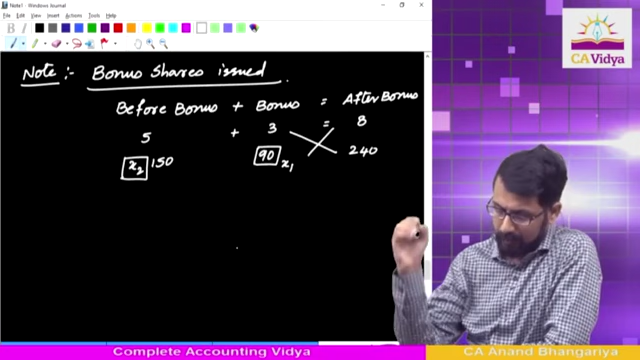 Note1 - Windows Journal
File Edit View Insert Actions Tools Help
CA Vidya
Note :- Bonus Shares issued
Before Bonus + Bonus = After Bonus
5 + 3 = 8
x2 150 90 x1 240
Complete Accounting Vidya
CA Anand Bhangariya